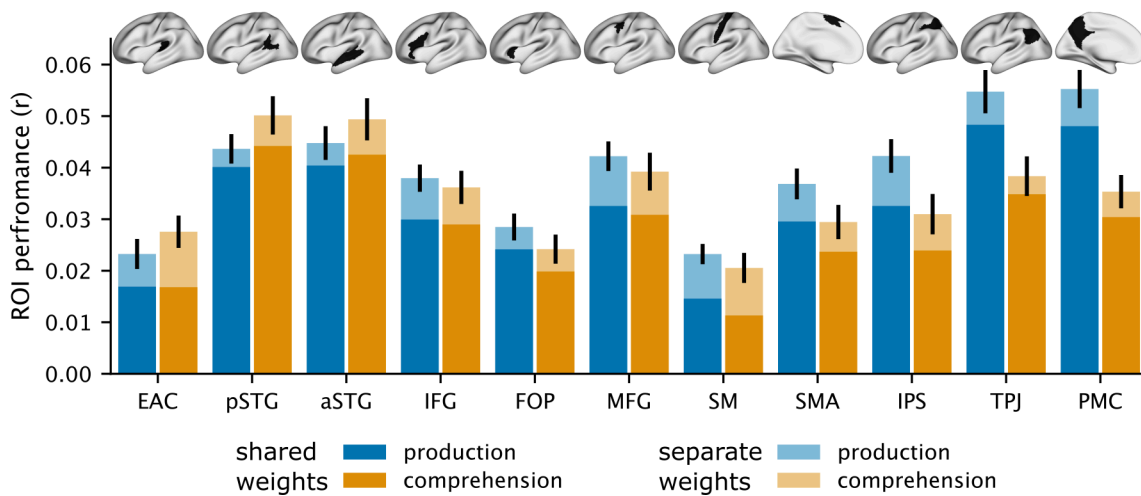 ROI perfromance (r)
0.06
0.05
0.04
0.03
0.02
0.01
0.00
EAC pSTG aSTG IFG FOP MFG SM SMA IPS TPJ PMC
shared production separate production
weights comprehension weights comprehension